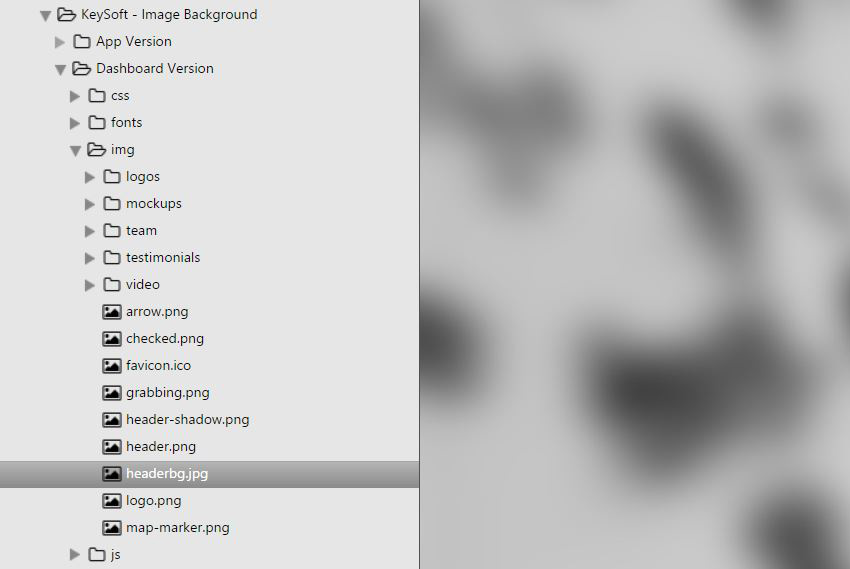 KeySoft - Image Background
App Version
Dashboard Version
css
fonts
img
logos
mockups
team
testimonials
video
arrow.png
checked.png
favicon.ico
grabbing.png
header-shadow.png
header.png
headerbg.jpg
logo.png
map-marker.png
js